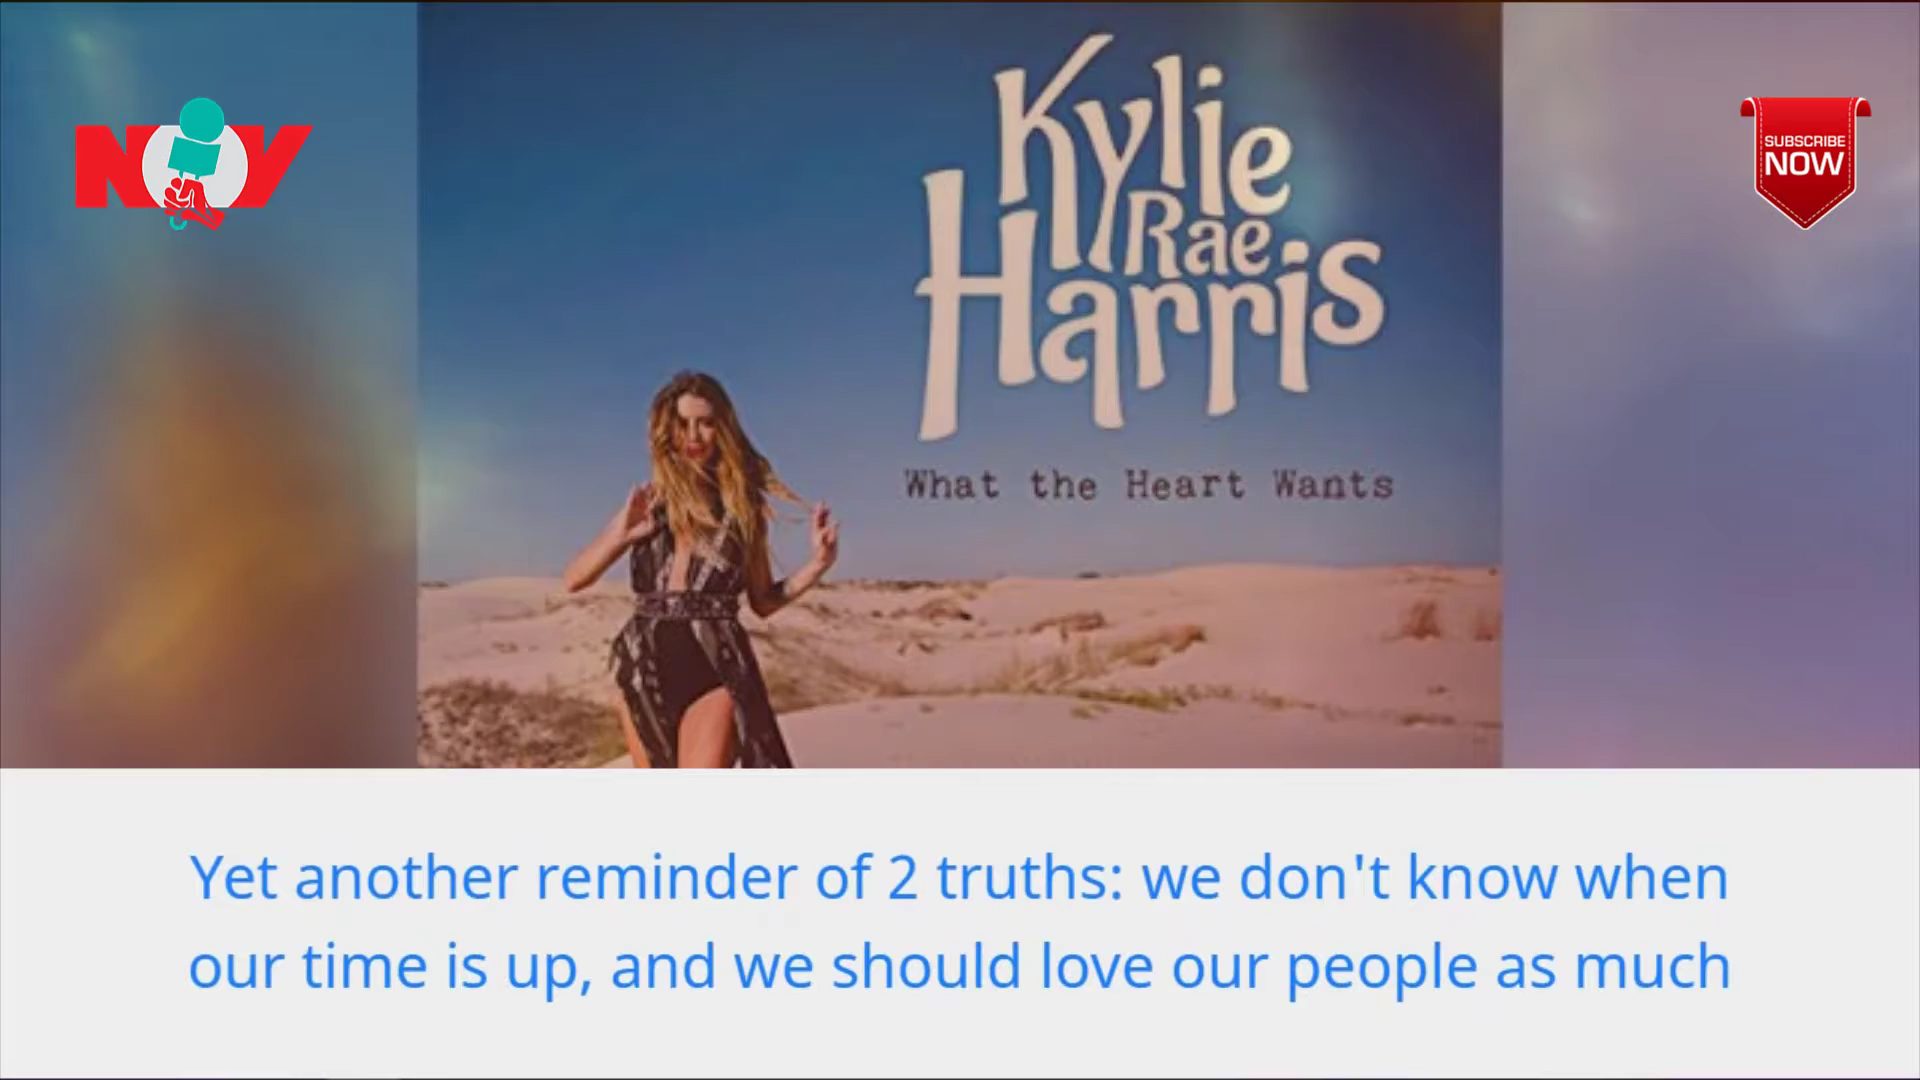 NOV
SUBSCRIBE
NOW
Kylie
Rae
Harris
What the Heart Wants
Yet another reminder of 2 truths: we don't know when
our time is up, and we should love our people as much